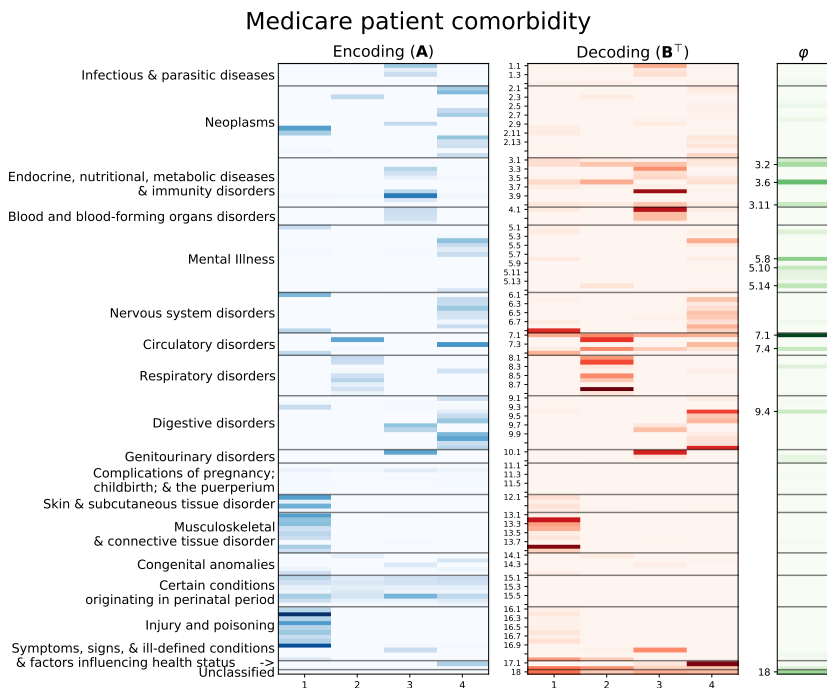 Medicare patient comorbidity
Encoding (A)
Decoding (B⊤)
φ
Infectious & parasitic diseases
Neoplasms
Endocrine, nutritional, metabolic diseases
& immunity disorders
Blood and blood-forming organs disorders
Mental Illness
Nervous system disorders
Circulatory disorders
Respiratory disorders
Digestive disorders
Genitourinary disorders
Complications of pregnancy;
childbirth; & the puerperium
Skin & subcutaneous tissue disorder
Musculoskeletal
& connective tissue disorder
Congenital anomalies
Certain conditions
originating in perinatal period
Injury and poisoning
Symptoms, signs, & ill-defined conditions
& factors influencing health status ->
Unclassified
1 2 3 4
1.1
1.3
2.1
2.3
2.5
2.7
2.9
2.11
2.13
3.1
3.3
3.5
3.7
3.9
4.1
5.1
5.3
5.5
5.7
5.9
5.11
5.13
6.1
6.3
6.5
6.7
7.1
7.3
8.1
8.3
8.5
8.7
9.1
9.3
9.5
9.7
9.9
10.1
11.1
11.3
11.5
12.1
13.1
13.3
13.5
13.7
14.1
14.3
15.1
15.3
15.5
16.1
16.3
16.5
16.7
16.9
17.1
18
1 2 3 4
3.2
3.6
3.11
5.8
5.10
5.14
7.1
7.4
9.4
18